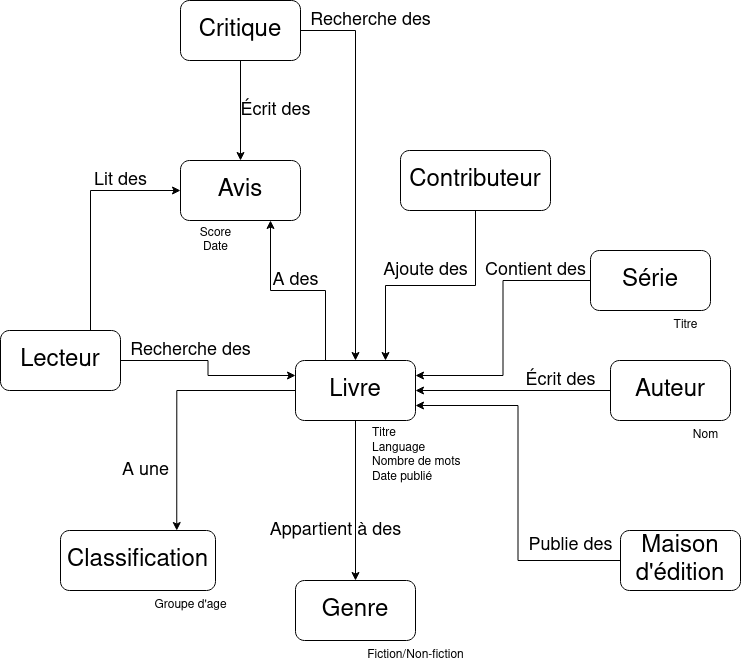 Critique
Recherche des
Écrit des
Lit des
Avis
Score
Date
Contributeur
A des
Ajoute des
Contient des
Série
Titre
Lecteur
Recherche des
Livre
Titre
Language
Nombre de mots
Date publié
Écrit des
Auteur
Nom
A une
Appartient à des
Publie des
Maison
d'édition
Classification
Groupe d'age
Genre
Fiction/Non-fiction